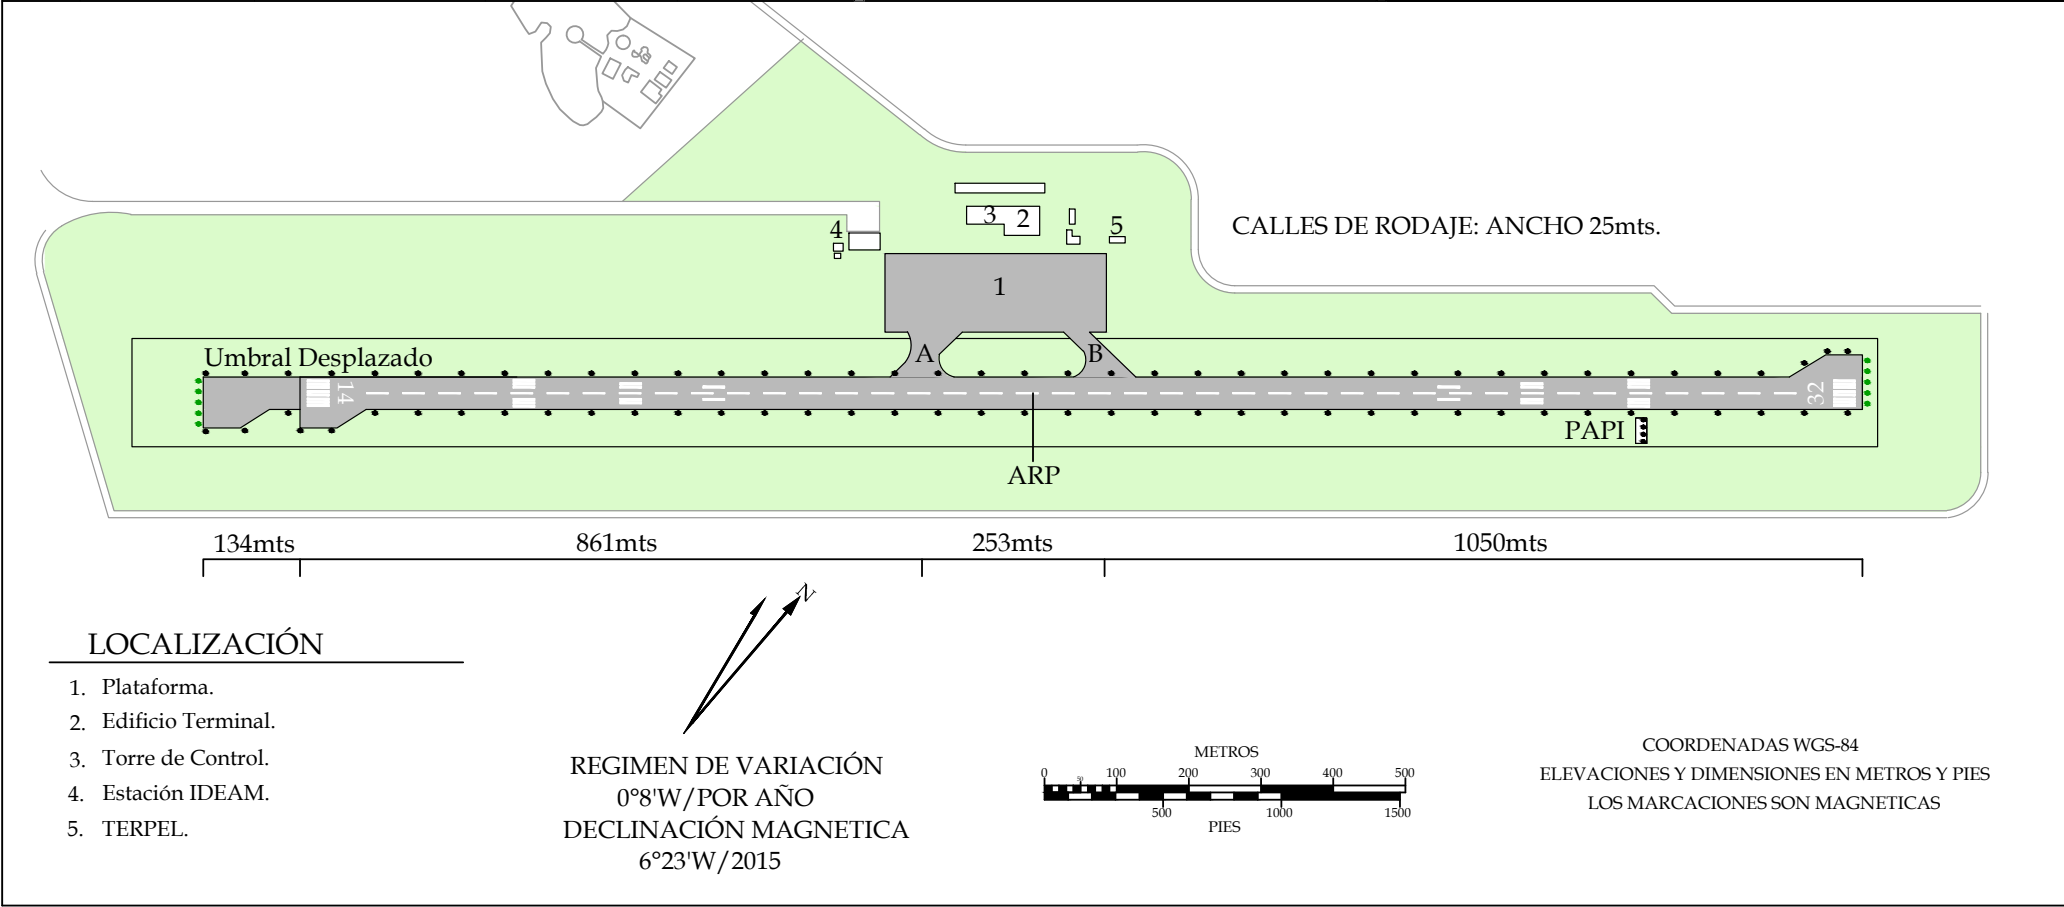 4
3
2
5
CALLES DE RODAJE: ANCHO 25mts.
1
Umbral Desplazado
A
B
14
32
PAPI
ARP
134mts
861mts
253mts
1050mts
N
LOCALIZACIÓN
1. Plataforma.
2. Edificio Terminal.
3. Torre de Control.
4. Estación IDEAM.
5. TERPEL.
REGIMEN DE VARIACIÓN
0°8'W/POR AÑO
DECLINACIÓN MAGNETICA
6°23'W/2015
METROS
0 50 100 200 300 400 500
500 1000 1500
PIES
COORDENADAS WGS-84
ELEVACIONES Y DIMENSIONES EN METROS Y PIES
LOS MARCACIONES SON MAGNETICAS